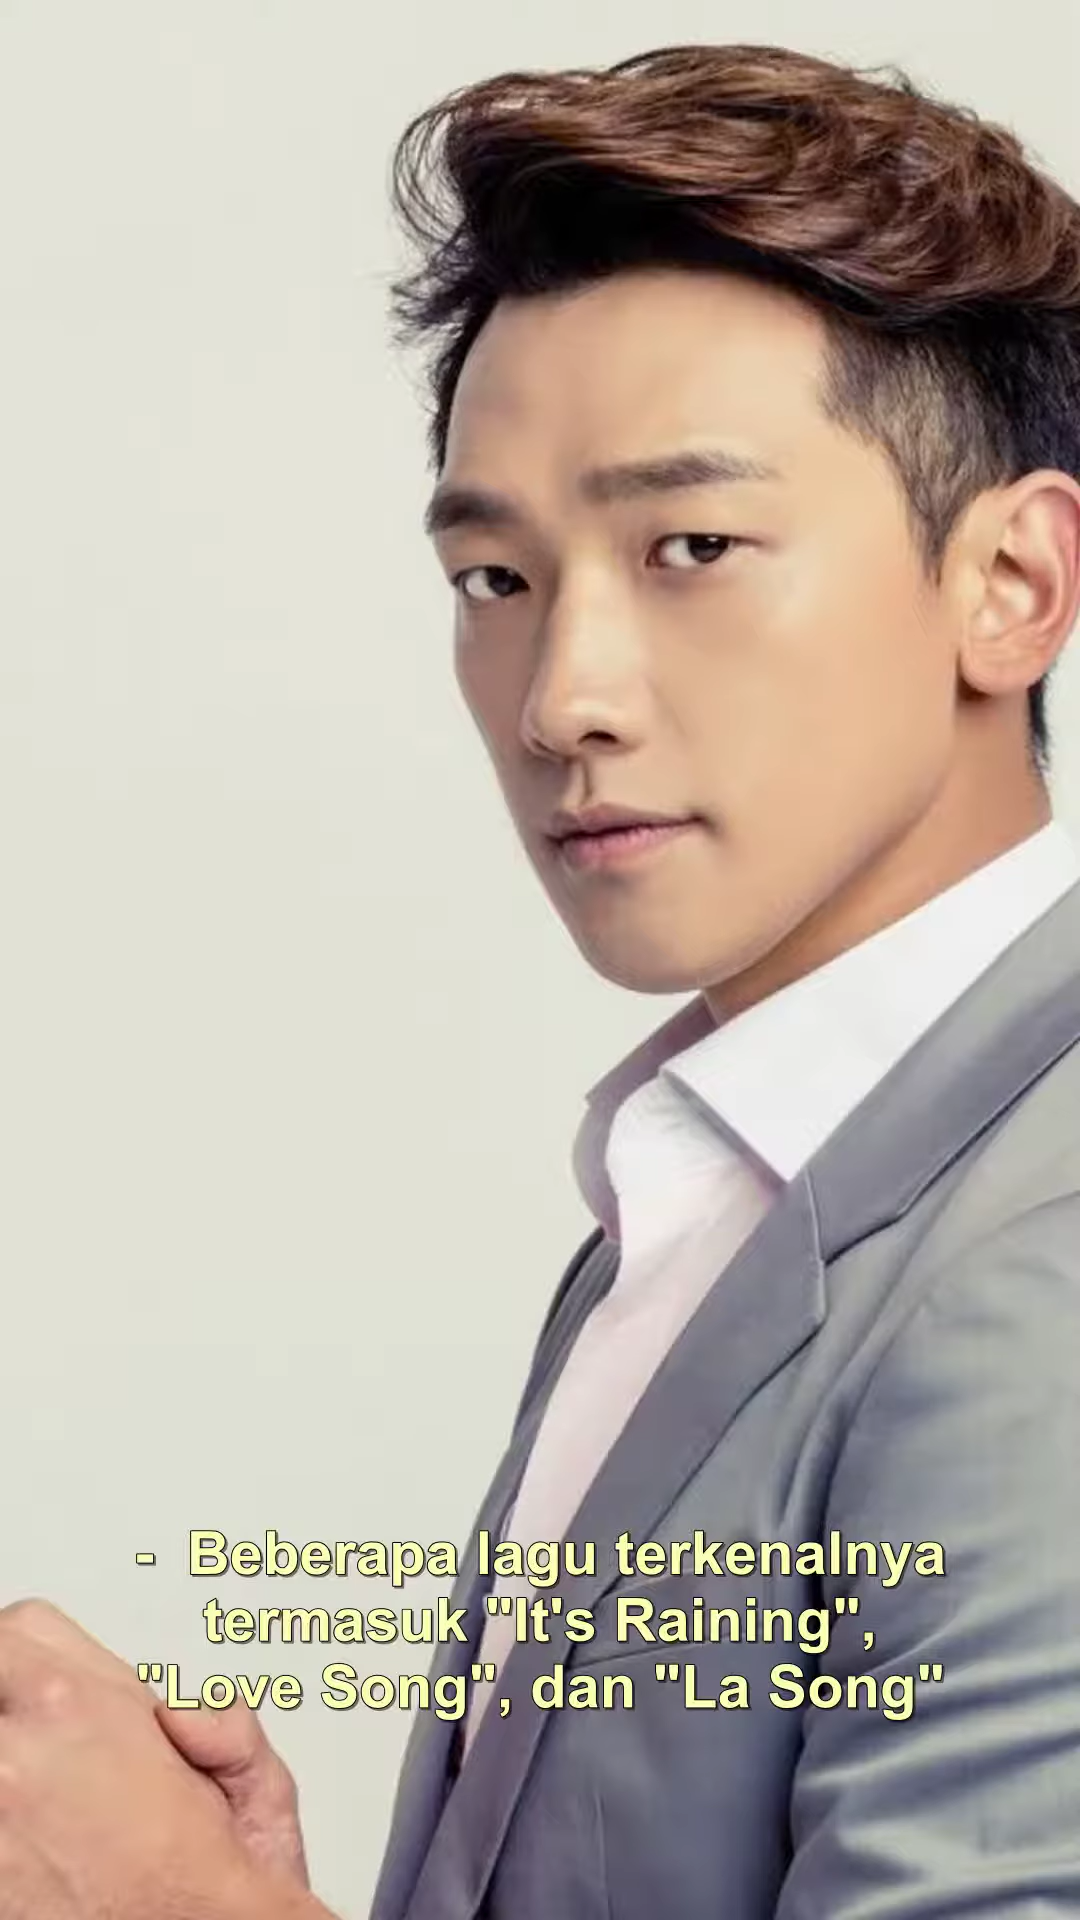 -  Beberapa lagu terkenalnya
termasuk "It's Raining",
"Love Song", dan "La Song"